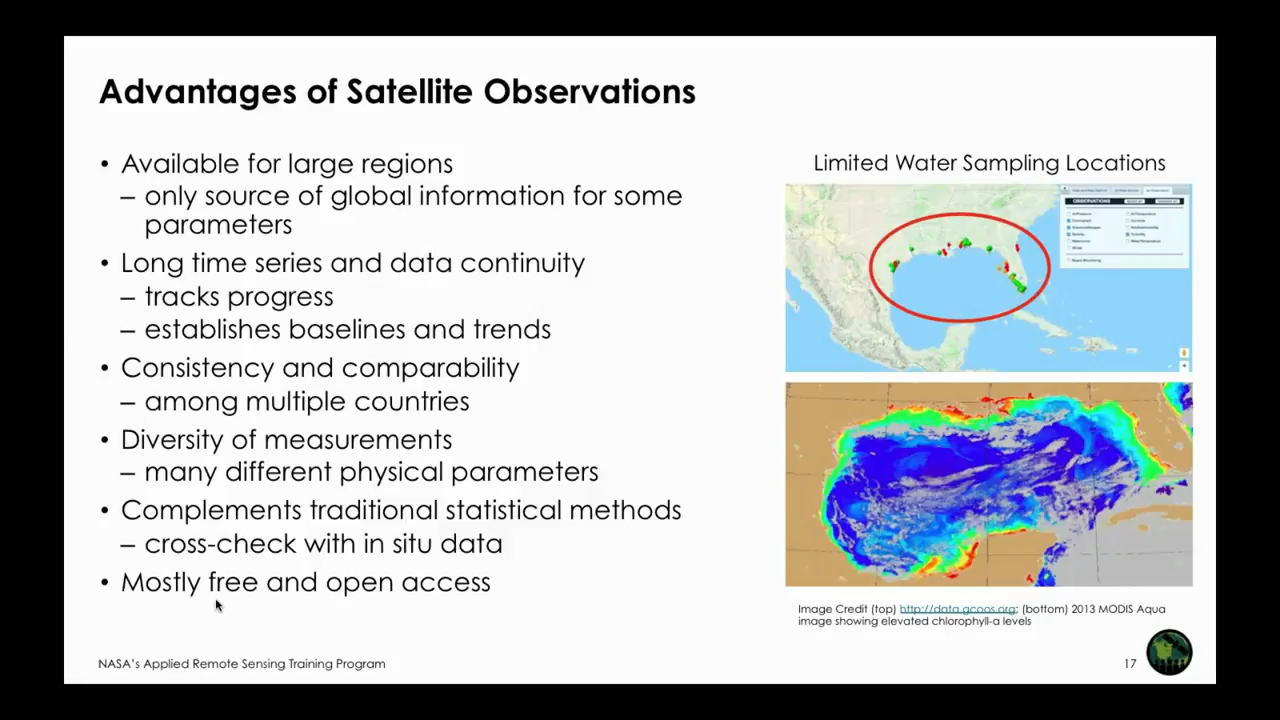 Advantages of Satellite Observations
• Available for large regions
– only source of global information for some
parameters
• Long time series and data continuity
– tracks progress
– establishes baselines and trends
• Consistency and comparability
– among multiple countries
• Diversity of measurements
– many different physical parameters
• Complements traditional statistical methods
– cross-check with in situ data
• Mostly free and open access
Limited Water Sampling Locations
OBSERVATIONS
Image Credit (top) http://data.gcoos.org; (bottom) 2013 MODIS Aqua
image showing elevated chlorophyll-a levels
NASA's Applied Remote Sensing Training Program
17